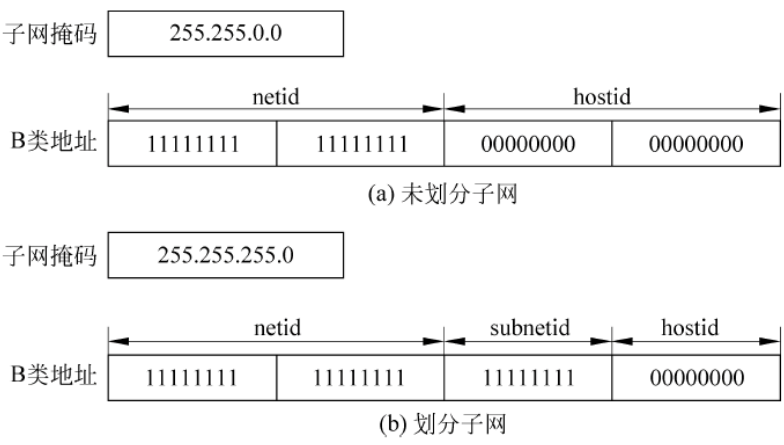 子网掩码 255.255.0.0
netid hostid
B类地址 11111111 11111111 00000000 00000000
(a) 未划分子网
子网掩码 255.255.255.0
netid subnetid hostid
B类地址 11111111 11111111 11111111 00000000
(b) 划分子网